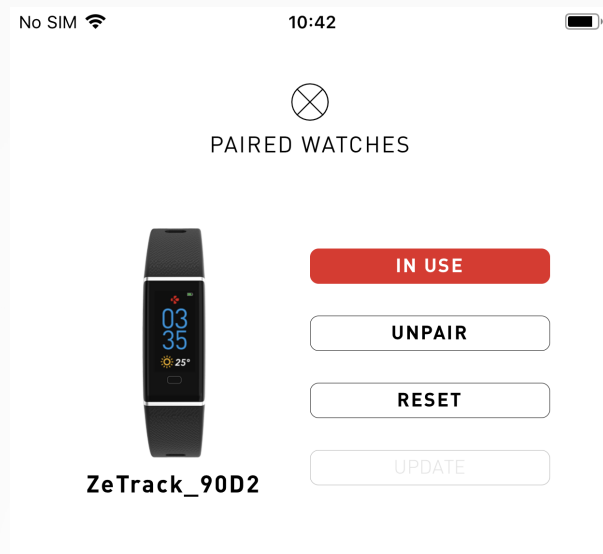 No SIM 10:42
PAIRED WATCHES
IN USE
UNPAIR
RESET
UPDATE
03
35
25°
ZeTrack_90D2